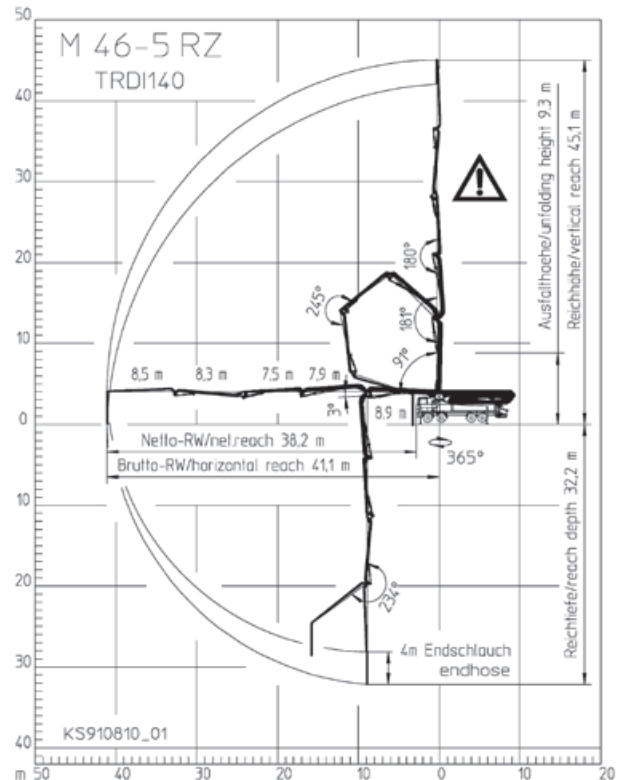 M 46-5 RZ
TRDI140
50
40
30
20
10
0
10
20
30
40
Ausfalthoehe/unfolding height 9.3 m
Reichhöhe/vertical reach 45,1 m
180°
245°
181°
91°
8,5 m 8,3 m 7,5 m 7,9 m
3°
8,9 m
Netto-RW/net.reach 38,2 m
365°
Brutto-RW/horizontal reach 41,1 m
Reichtiefe/reach depth 32,2 m
234°
4m Endschlauch
endhose
KS910810_01
m 50 40 30 20 10 0 10 20